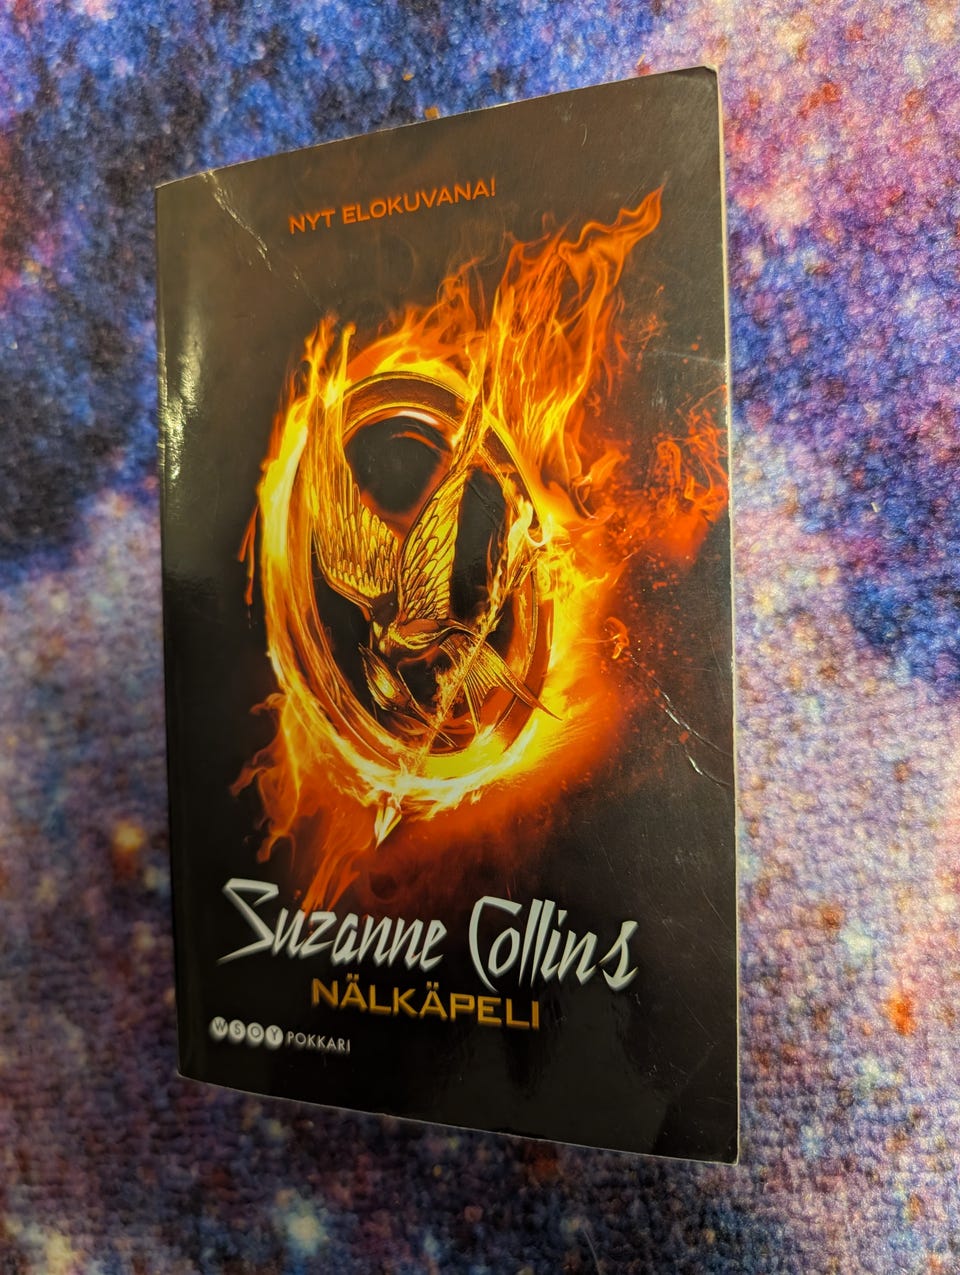 NYT ELOKUVANA!
Suzanne Collins
NÄLKÄPELI
WSOY POKKARI